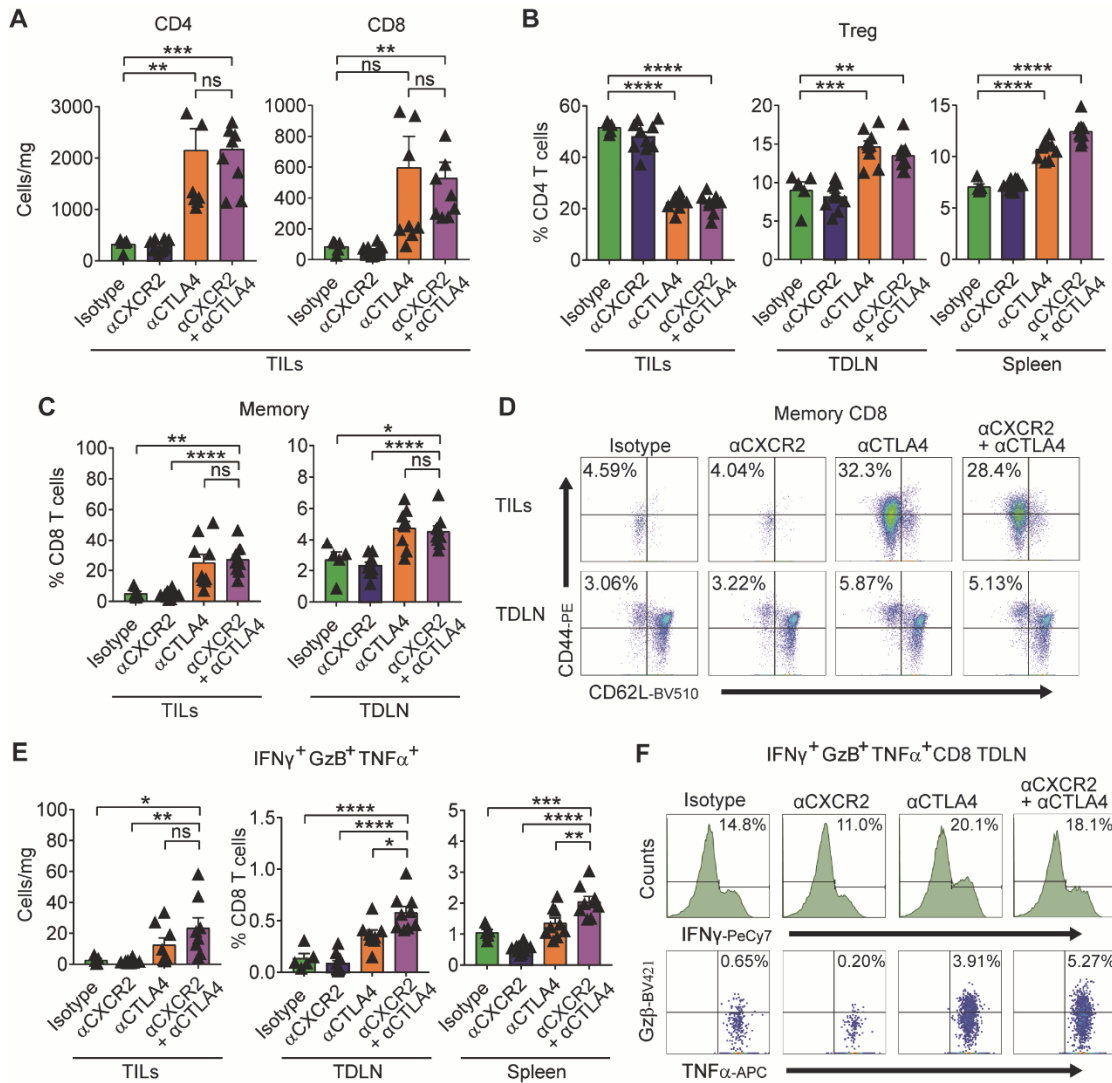 A
CD4
CD8
*** 
**
ns
**
ns
ns
Cells/mg
3000
2000
1000
0
1000
800
600
400
200
0
Isotype
αCXCR2
αCTLA4
αCXCR2
+ αCTLA4
Isotype
αCXCR2
αCTLA4
αCXCR2
+ αCTLA4
TILs
B
Treg
****
****
**
***
****
****
% CD4 T cells
60
40
20
0
20
15
10
5
0
15
10
5
0
Isotype
αCXCR2
αCTLA4
αCXCR2
+ αCTLA4
Isotype
αCXCR2
αCTLA4
αCXCR2
+ αCTLA4
Isotype
αCXCR2
αCTLA4
αCXCR2
+ αCTLA4
TILs
TDLN
Spleen
C
Memory
**
****
ns
*
****
ns
% CD8 T cells
100
80
60
40
20
0
10
8
6
4
2
0
Isotype
αCXCR2
αCTLA4
αCXCR2
+ αCTLA4
Isotype
αCXCR2
αCTLA4
αCXCR2
+ αCTLA4
TILs
TDLN
D
Memory CD8
Isotype
αCXCR2
αCTLA4
αCXCR2
+ αCTLA4
TILs
4.59%
4.04%
32.3%
28.4%
TDLN
3.06%
3.22%
5.87%
5.13%
CD44-PE
CD62L-BV510
E
IFNγ+ GzB+ TNFα+
*
**
ns
****
****
*
***
****
**
Cells/mg
100
80
60
40
20
0
% CD8 T cells
1.5
1.0
0.5
0.0
5
4
3
2
1
0
Isotype
αCXCR2
αCTLA4
αCXCR2
+ αCTLA4
Isotype
αCXCR2
αCTLA4
αCXCR2
+ αCTLA4
Isotype
αCXCR2
αCTLA4
αCXCR2
+ αCTLA4
TILs
TDLN
Spleen
F
IFNγ+ GzB+ TNFα+CD8 TDLN
Isotype
αCXCR2
αCTLA4
αCXCR2
+ αCTLA4
Counts
14.8%
11.0%
20.1%
18.1%
IFNγ-PeCy7
Gzβ-BV421
0.65%
0.20%
3.91%
5.27%
TNFα-APC